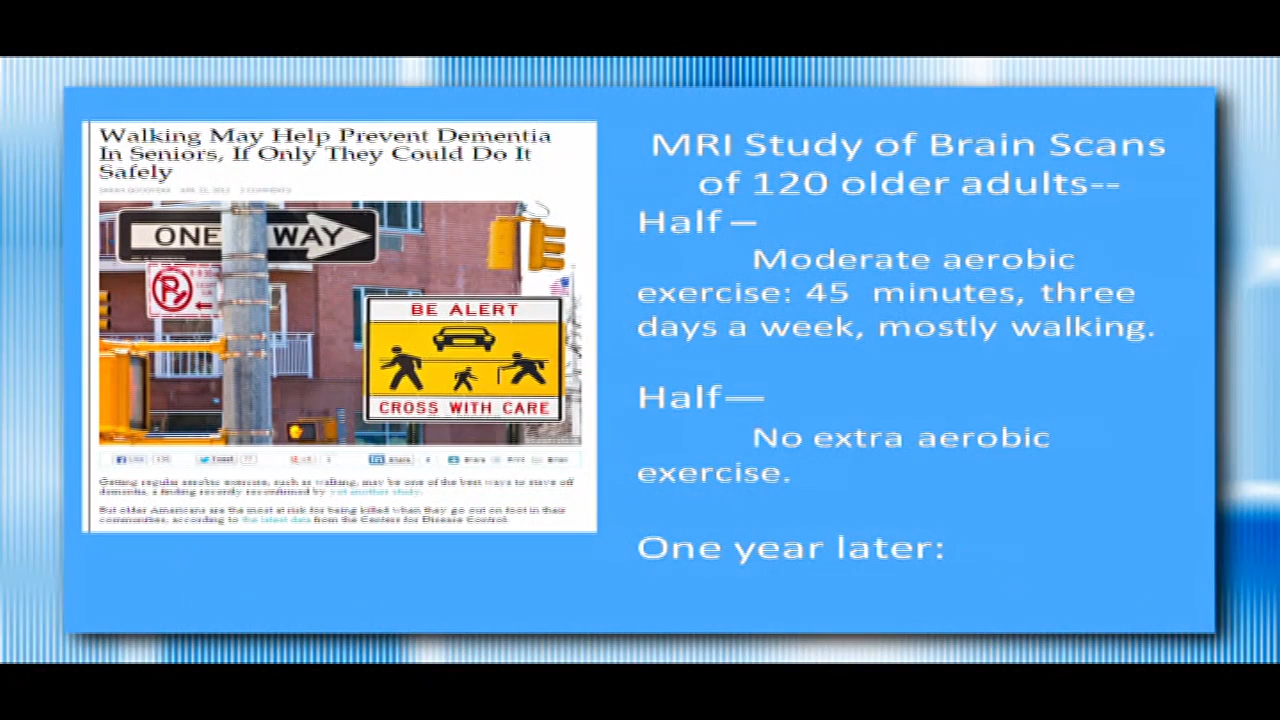 Walking May Help Prevent Dementia
In Seniors, If Only They Could Do It
Safely
ONE WAY
BE ALERT
CROSS WITH CARE
Like
Tweet
Share
Getting regular aerobic exercise, such as walking, may be one of the best ways to stave off
dementia, a finding recently reconfirmed by yet another study.
But older Americans are the most at risk for being killed when they go out on foot in their
communities, according to the latest data from the Centers for Disease Control.
MRI Study of Brain Scans
of 120 older adults--
Half—
Moderate aerobic
exercise: 45 minutes, three
days a week, mostly walking.
Half—
No extra aerobic
exercise.
One year later: